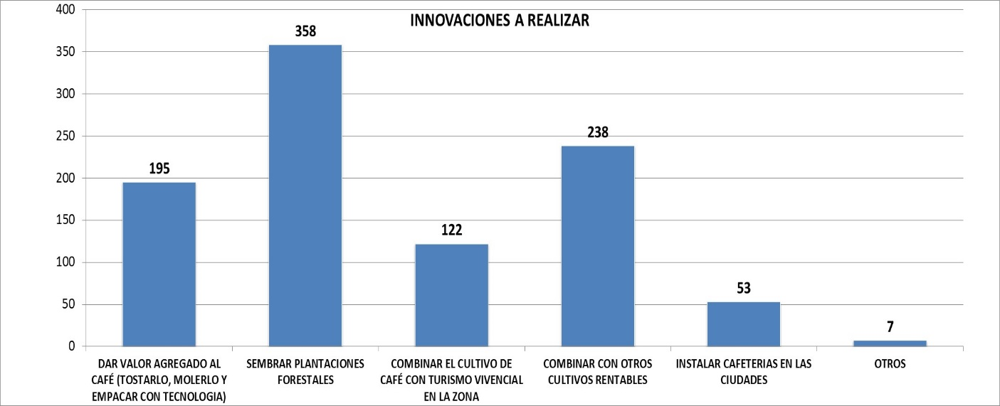 INNOVACIONES A REALIZAR
400
350
300
250
200
150
100
50
0
195
358
122
238
53
7
DAR VALOR AGREGADO AL
CAFÉ (TOSTARLO, MOLERLO Y
EMPACAR CON TECNOLOGIA)
SEMBRAR PLANTACIONES
FORESTALES
COMBINAR EL CULTIVO DE
CAFÉ CON TURISMO VIVENCIAL
EN LA ZONA
COMBINAR CON OTROS
CULTIVOS RENTABLES
INSTALAR CAFETERIAS EN LAS
CIUDADES
OTROS